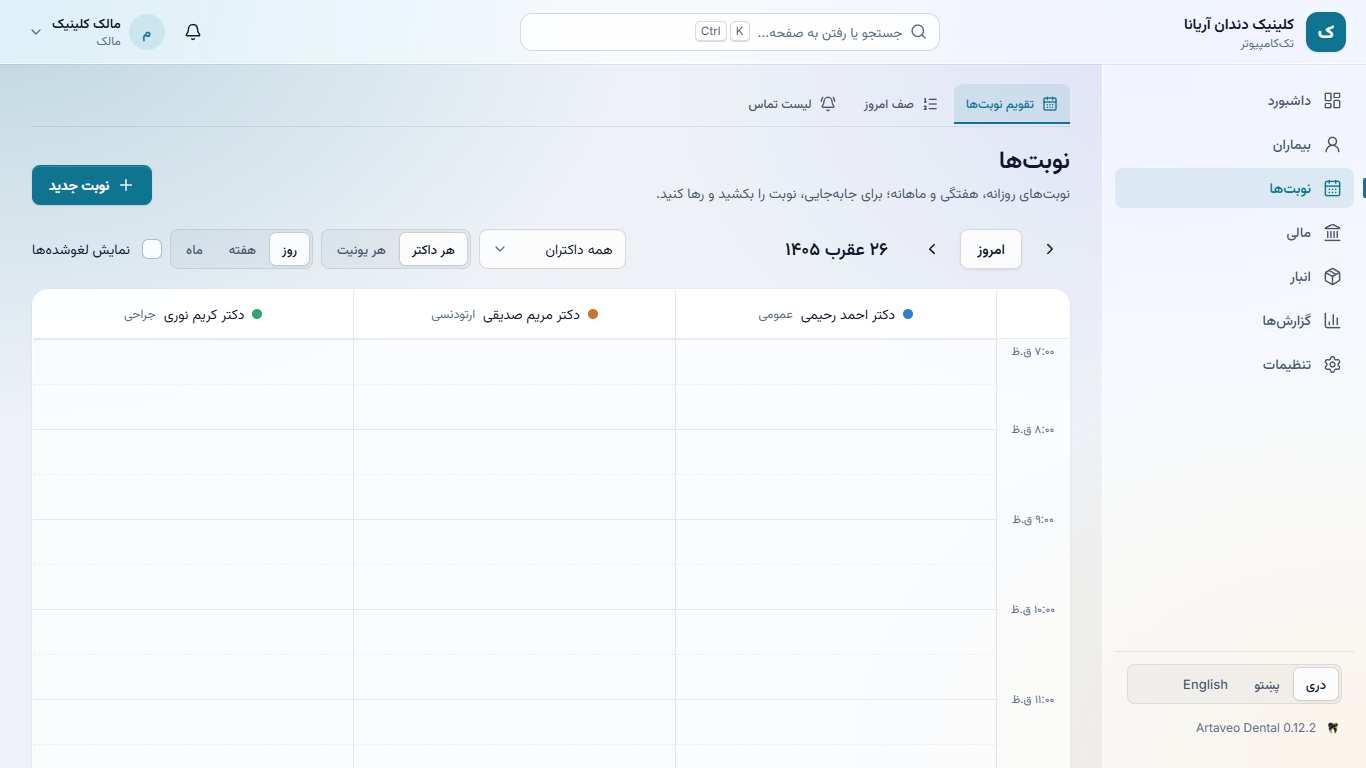 کلینیک دندان آریانا
تک‌کامپیوتر
ک
جستجو یا رفتن به صفحه...
Ctrl K
مالک کلینیک
مالک
م
داشبورد
بیماران
نوبت‌ها
مالی
انبار
گزارش‌ها
تنظیمات
دری پښتو English
Artaveo Dental 0.12.2
تقویم نوبت‌ها صف امروز لیست تماس
نوبت‌ها
نوبت‌های روزانه، هفتگی و ماهانه؛ برای جابه‌جایی، نوبت را بکشید و رها کنید.
نوبت جدید
امروز
۲۶ عقرب ۱۴۰۵
همه داکتران
هر داکتر هر یونیت
روز هفته ماه
نمایش لغوشده‌ها
دکتر احمد رحیمی عمومی
دکتر مریم صدیقی ارتودنسی
دکتر کریم نوری جراحی
۷:۰۰ ق.ظ
۸:۰۰ ق.ظ
۹:۰۰ ق.ظ
۱۰:۰۰ ق.ظ
۱۱:۰۰ ق.ظ